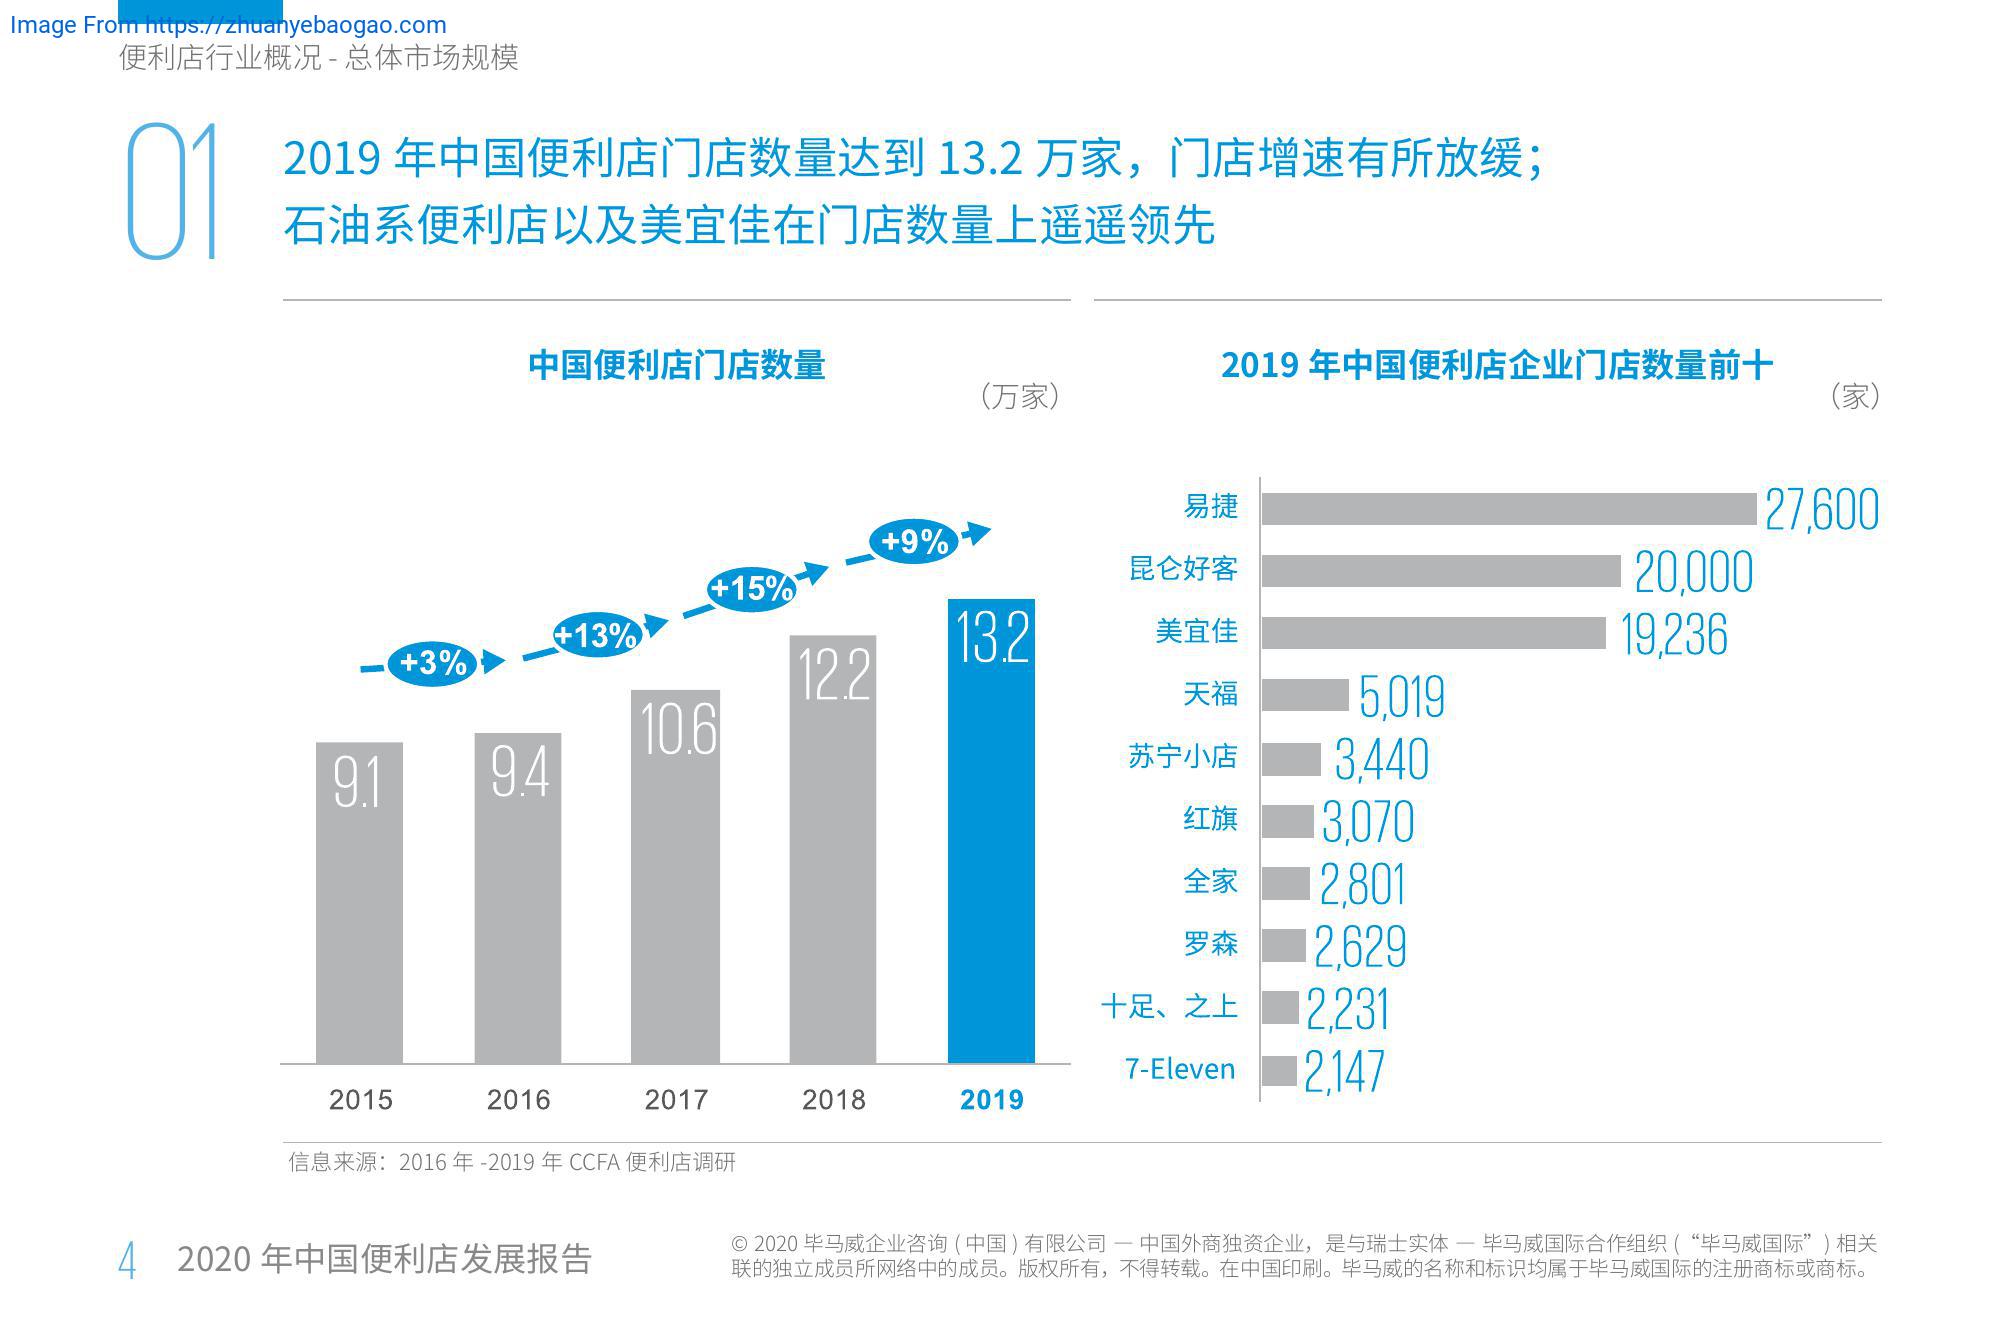 Image From https://zhuanyebaogao.com
便利店行业概况 - 总体市场规模
01
2019 年中国便利店门店数量达到 13.2 万家，门店增速有所放缓；
石油系便利店以及美宜佳在门店数量上遥遥领先
中国便利店门店数量
（万家）
+3%
+13%
+15%
+9%
9.1
9.4
10.6
12.2
13.2
2015
2016
2017
2018
2019
2019 年中国便利店企业门店数量前十
（家）
易捷 27,600
昆仑好客 20,000
美宜佳 19,236
天福 5,019
苏宁小店 3,440
红旗 3,070
全家 2,801
罗森 2,629
十足、之上 2,231
7-Eleven 2,147
信息来源：2016 年 -2019 年 CCFA 便利店调研
4 2020 年中国便利店发展报告
© 2020 毕马威企业咨询 ( 中国 ) 有限公司 — 中国外商独资企业，是与瑞士实体 — 毕马威国际合作组织 (“毕马威国际” ) 相关
联的独立成员所网络中的成员。版权所有，不得转载。在中国印刷。毕马威的名称和标识均属于毕马威国际的注册商标或商标。